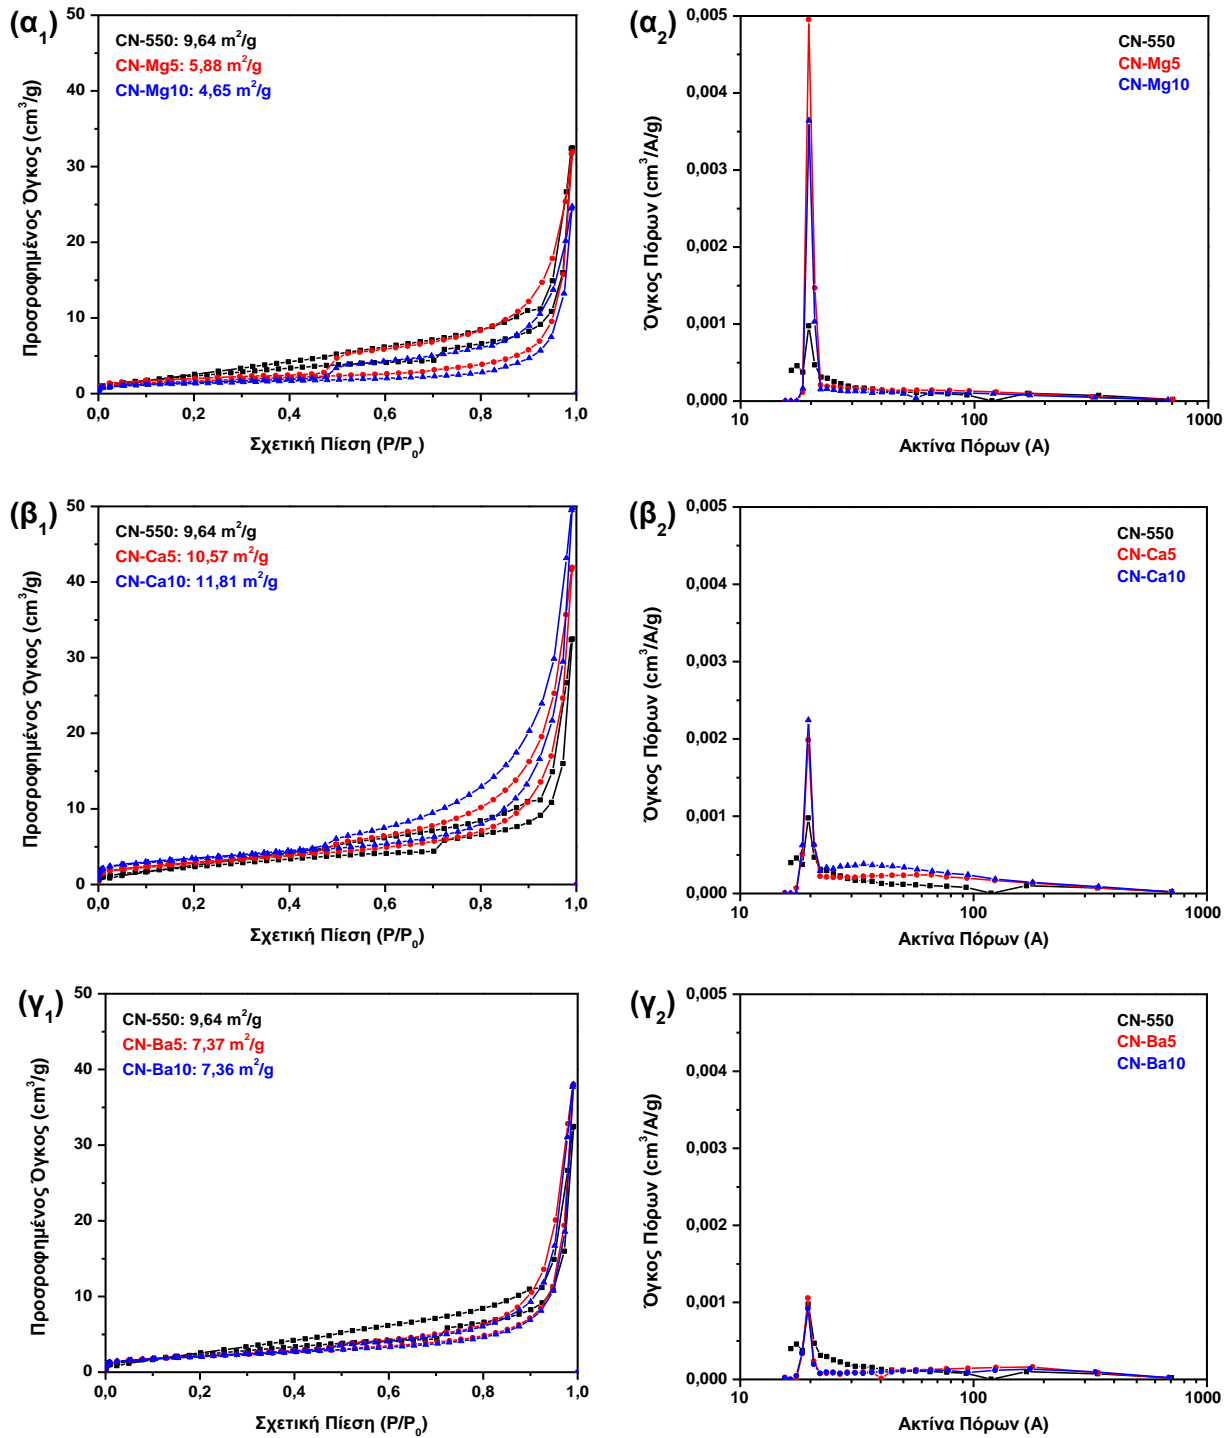 (α₁)
Προσροφημένος Όγκος (cm³/g)
50
40
30
20
10
0
CN-550: 9,64 m²/g
CN-Mg5: 5,88 m²/g
CN-Mg10: 4,65 m²/g
0,0 0,2 0,4 0,6 0,8 1,0
Σχετική Πίεση (P/P₀)
(α₂)
Όγκος Πόρων (cm³/A/g)
0,005
0,004
0,003
0,002
0,001
0,000
CN-550
CN-Mg5
CN-Mg10
10 100 1000
Ακτίνα Πόρων (A)
(β₁)
Προσροφημένος Όγκος (cm³/g)
50
40
30
20
10
0
CN-550: 9,64 m²/g
CN-Ca5: 10,57 m²/g
CN-Ca10: 11,81 m²/g
0,0 0,2 0,4 0,6 0,8 1,0
Σχετική Πίεση (P/P₀)
(β₂)
Όγκος Πόρων (cm³/A/g)
0,005
0,004
0,003
0,002
0,001
0,000
CN-550
CN-Ca5
CN-Ca10
10 100 1000
Ακτίνα Πόρων (A)
(γ₁)
Προσροφημένος Όγκος (cm³/g)
50
40
30
20
10
0
CN-550: 9,64 m²/g
CN-Ba5: 7,37 m²/g
CN-Ba10: 7,36 m²/g
0,0 0,2 0,4 0,6 0,8 1,0
Σχετική Πίεση (P/P₀)
(γ₂)
Όγκος Πόρων (cm³/A/g)
0,005
0,004
0,003
0,002
0,001
0,000
CN-550
CN-Ba5
CN-Ba10
10 100 1000
Ακτίνα Πόρων (A)